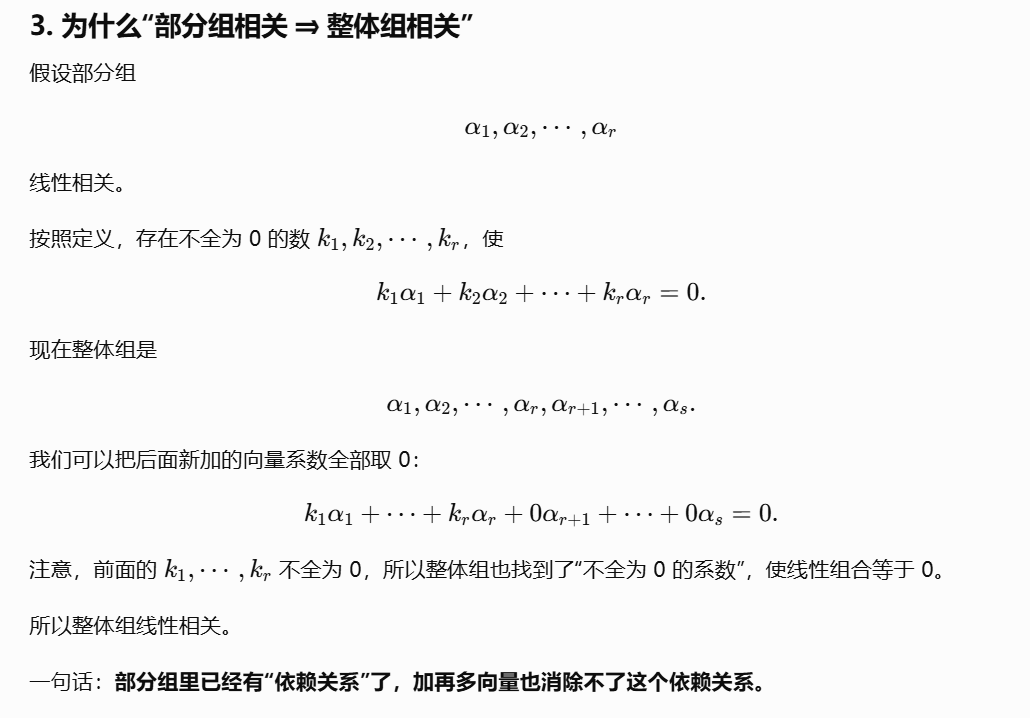 3. 为什么“部分组相关 ⇒ 整体组相关”
假设部分组
α₁, α₂, ⋯ , αᵣ
线性相关。
按照定义，存在不全为 0 的数 k₁, k₂, ⋯ , kᵣ，使
k₁α₁ + k₂α₂ + ⋯ + kᵣαᵣ = 0.
现在整体组是
α₁, α₂, ⋯ , αᵣ, αᵣ₊₁, ⋯ , αₛ.
我们可以把后面新加的向量系数全部取 0：
k₁α₁ + ⋯ + kᵣαᵣ + 0αᵣ₊₁ + ⋯ + 0αₛ = 0.
注意，前面的 k₁, ⋯ , kᵣ 不全为 0，所以整体组也找到了“不全为 0 的系数”，使线性组合等于 0。
所以整体组线性相关。
一句话：部分组里已经有“依赖关系”了，加再多向量也消除不了这个依赖关系。